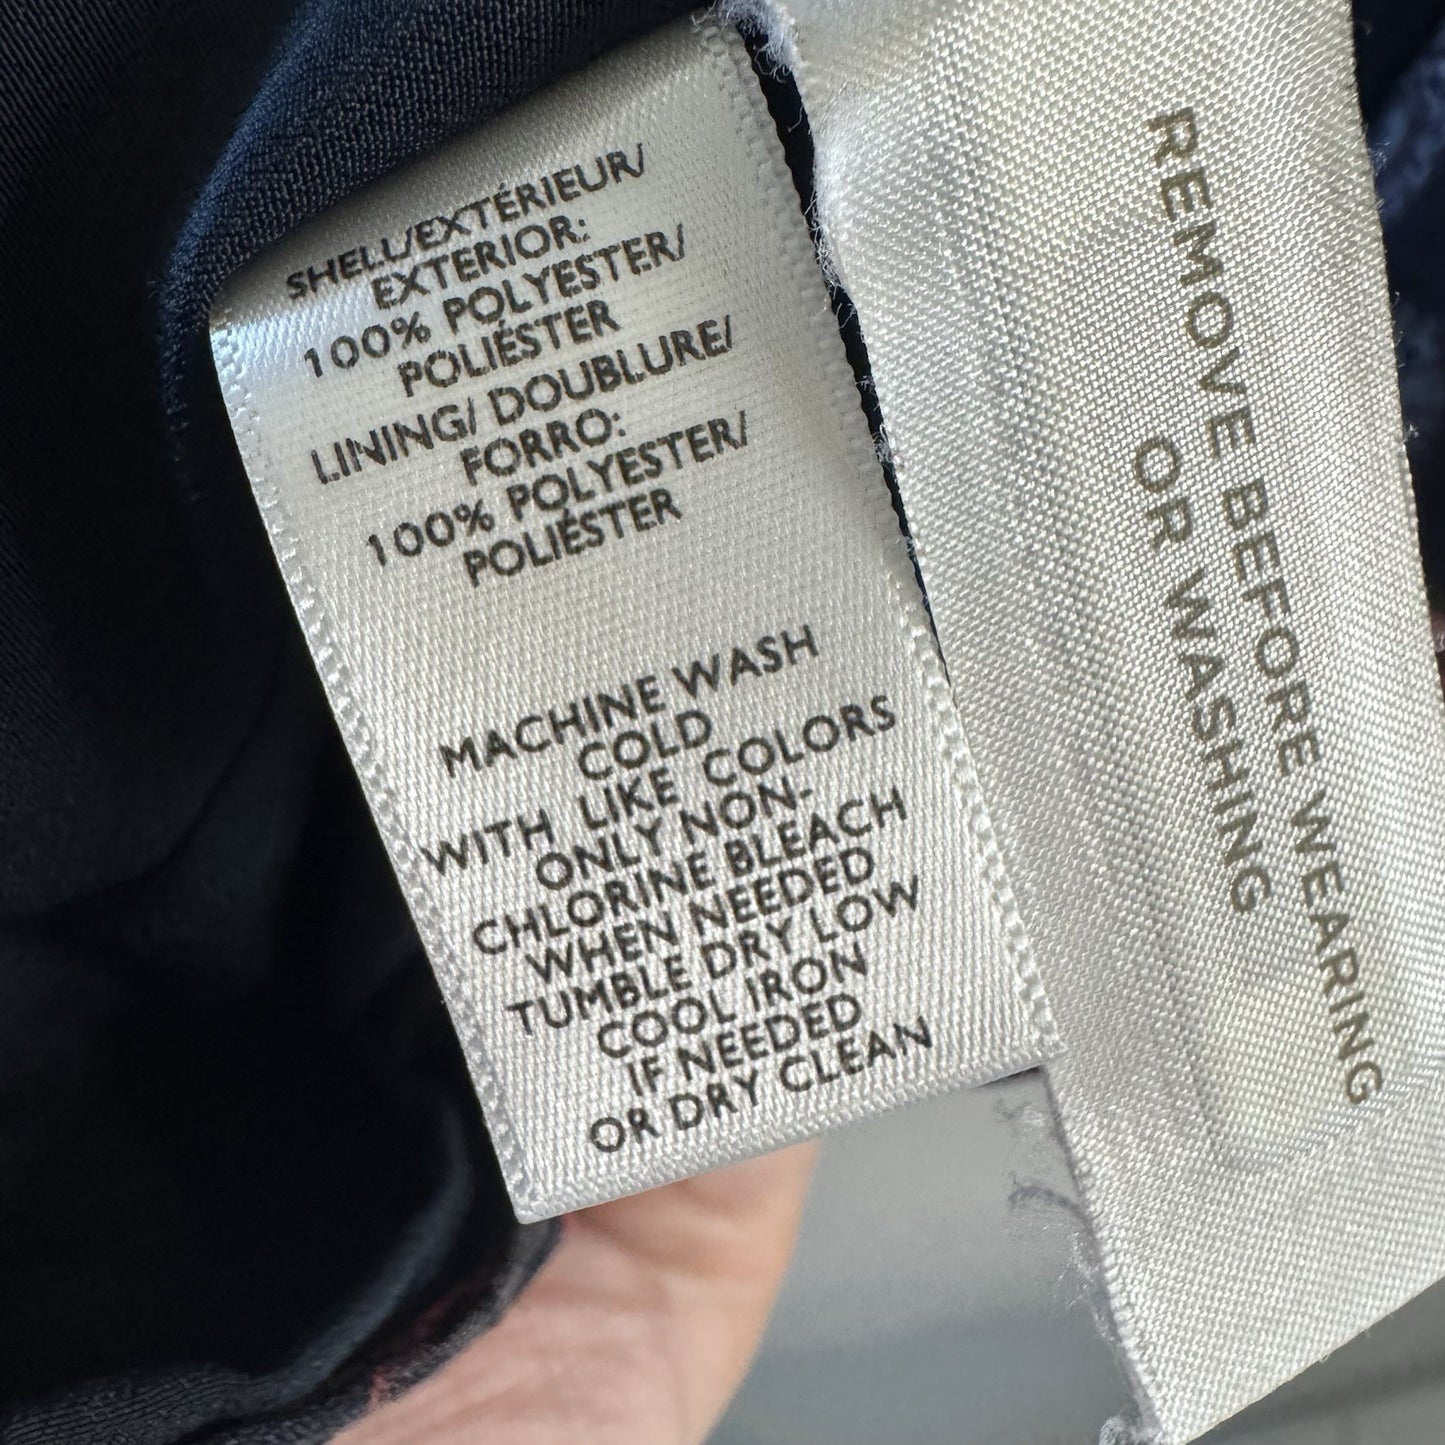 SHELL/EXTÉRIEUR/
EXTERIOR:
100% POLYESTER/
POLIÉSTER
LINING/ DOUBLURE/
FORRO:
100% POLYESTER/
POLIÉSTER
MACHINE WASH
COLD
WITH LIKE COLORS
ONLY NON-
CHLORINE BLEACH
WHEN NEEDED
TUMBLE DRY LOW
COOL IRON
IF NEEDED
OR DRY CLEAN
REMOVE BEFORE WEARING
OR WASHING